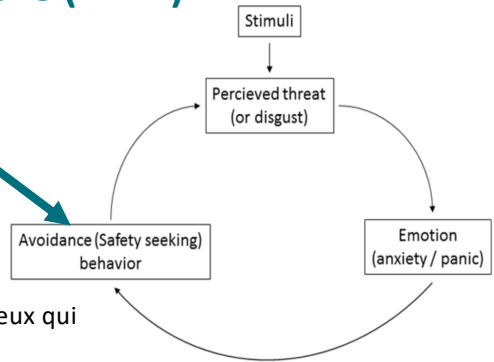 Stimuli
Percieved threat
(or disgust)
Emotion
(anxiety / panic)
Avoidance (Safety seeking)
behavior
eux qui